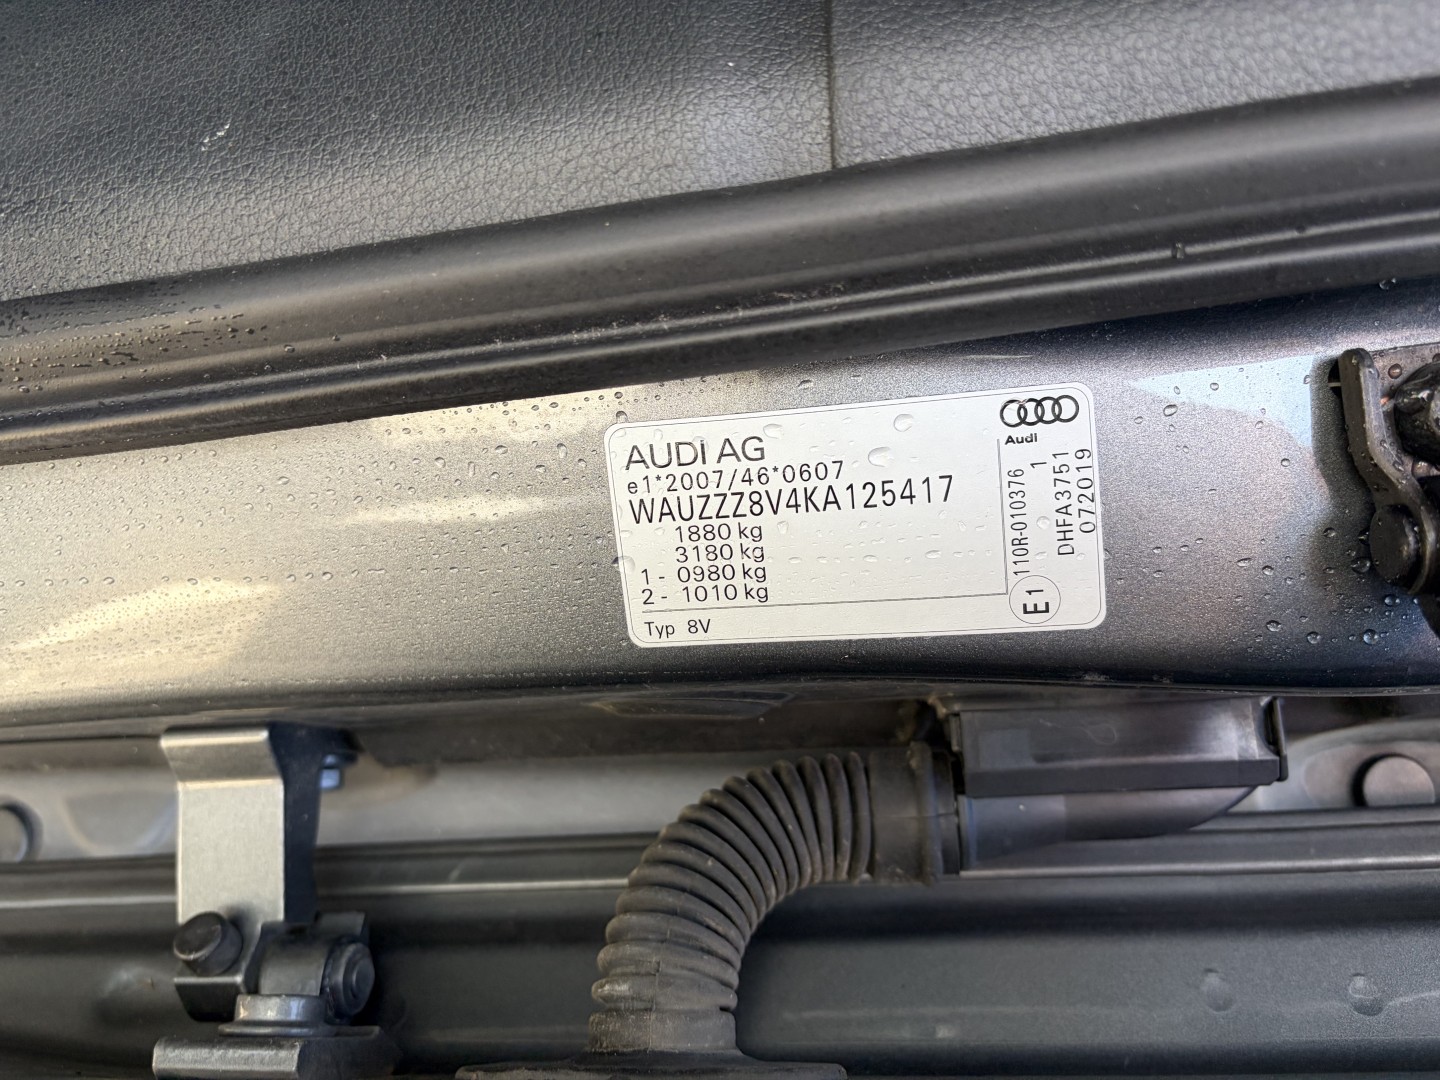 AUDI AG
e1*2007/46*0607
WAUZZZ8V4KA125417
1880 kg
3180 kg
1 - 0980 kg
2 - 1010 kg
Typ 8V
Audi
E1 110R-010376
DHFA3751 1
072019